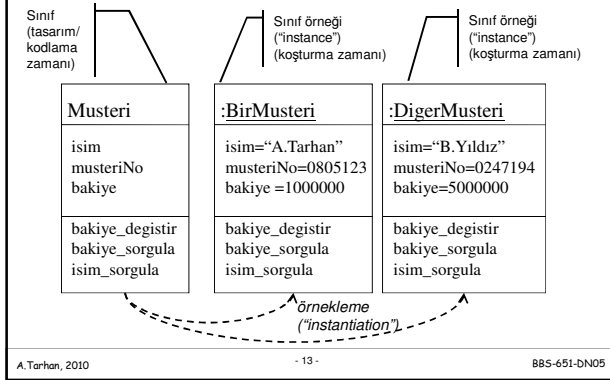 Sınıf
(tasarım/
kodlama
zamanı)
Sınıf örneği
(“instance”)
(koşturma zamanı)
Sınıf örneği
(“instance”)
(koşturma zamanı)
Musteri
isim
musteriNo
bakiye
bakiye_degistir
bakiye_sorgula
isim_sorgula
:BirMusteri
isim=“A.Tarhan”
musteriNo=0805123
bakiye =1000000
bakiye_degistir
bakiye_sorgula
isim_sorgula
:DigerMusteri
isim=“B.Yıldız”
musteriNo=0247194
bakiye=5000000
bakiye_degistir
bakiye_sorgula
isim_sorgula
örnekleme
(“instantiation”)
A.Tarhan, 2010
- 13 -
BBS-651-DN05